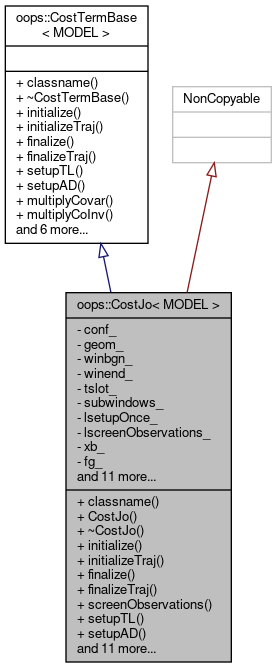 oops::CostTermBase
< MODEL >
+ classname()
+ ~CostTermBase()
+ initialize()
+ initializeTraj()
+ finalize()
+ finalizeTraj()
+ setupTL()
+ setupAD()
+ multiplyCovar()
+ multiplyCoInv()
and 6 more...
NonCopyable
oops::CostJo< MODEL >
- conf_
- geom_
- winbgn_
- winend_
- tslot_
- subwindows_
- lsetupOnce_
- lscreenObservations_
- xb_
- fg_
and 11 more...
+ classname()
+ CostJo()
+ ~CostJo()
+ initialize()
+ initializeTraj()
+ finalize()
+ finalizeTraj()
+ screenObservations()
+ setupTL()
+ setupAD()
and 11 more...